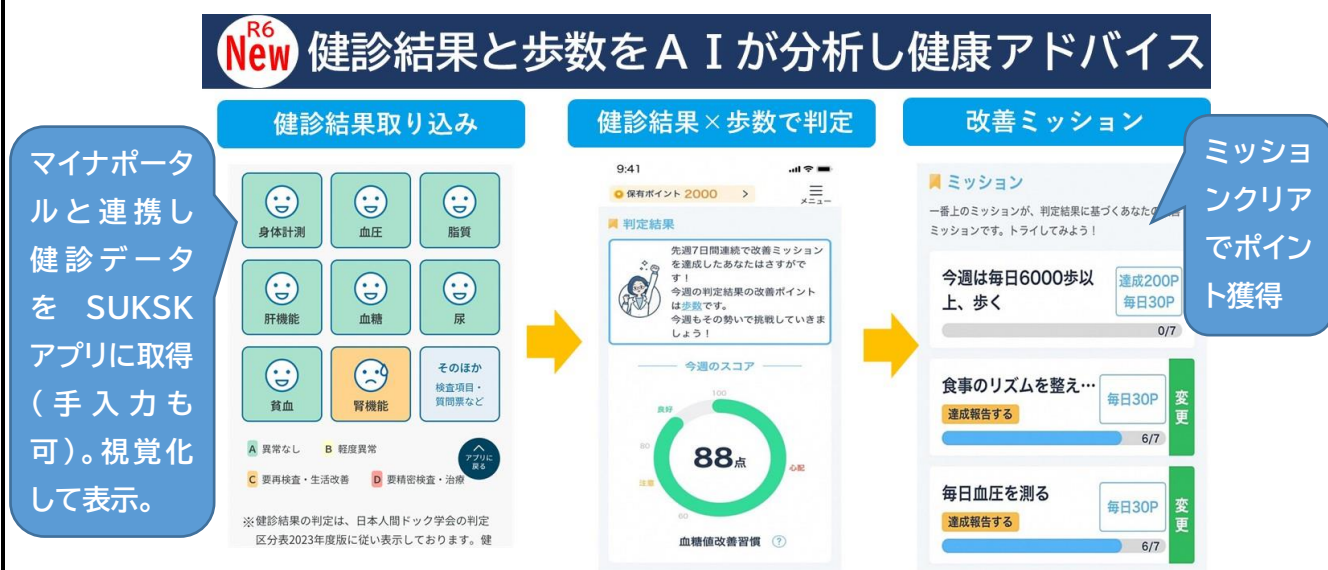 R6
New
健診結果と歩数をAIが分析し健康アドバイス
健診結果取り込み
マイナポータ
ルと連携し
健診データ
を SUKSK
アプリに取得
(手入力も
可)。視覚化
して表示。
身体計測
血圧
脂質
肝機能
血糖
尿
貧血
腎機能
そのほか
検査項目・
質問票など
A 異常なし
B 軽度異常
C 要再検査・生活改善
D 要精密検査・治療
アプリに
戻る
※健診結果の判定は、日本人間ドック学会の判定
区分表2023年度版に従い表示しております。健
健診結果×歩数で判定
9:41
保有ポイント 2000 >
メニュー
判定結果
先週7日間連続で改善ミッション
を達成したあなたはさすがで
す!
今週の判定結果の改善ポイント
は歩数です。
今週もその勢いで挑戦していきま
しょう!
今週のスコア
100
良好
80
注意
60
心配
88点
血糖値改善習慣 ?
改善ミッション
ミッショ
ンクリア
でポイン
ト獲得
ミッション
一番上のミッションが、判定結果に基づくあなたの
ミッションです。トライしてみよう!
今週は毎日6000歩以
上、歩く
達成200P
毎日30P
0/7
食事のリズムを整え…
達成報告する
毎日30P
変
更
6/7
毎日血圧を測る
達成報告する
毎日30P
変
更
6/7